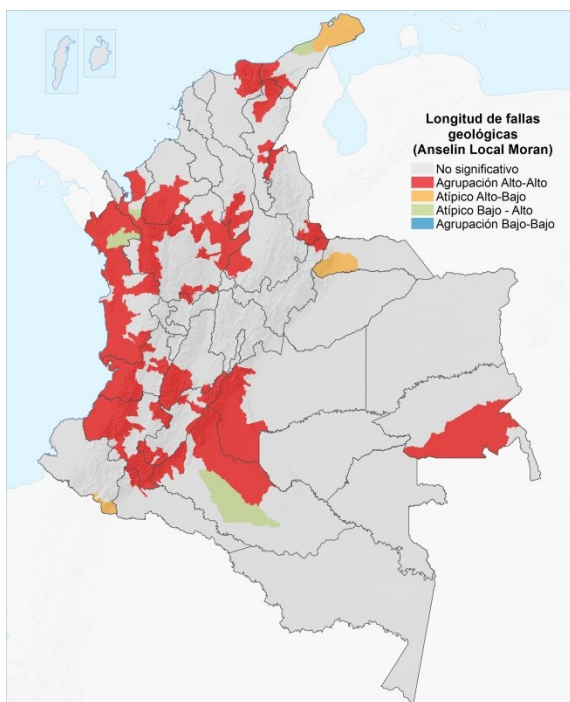 Longitud de fallas
geológicas
(Anselin Local Moran)
No significativo
Agrupación Alto-Alto
Atípico Alto-Bajo
Atípico Bajo - Alto
Agrupación Bajo-Bajo